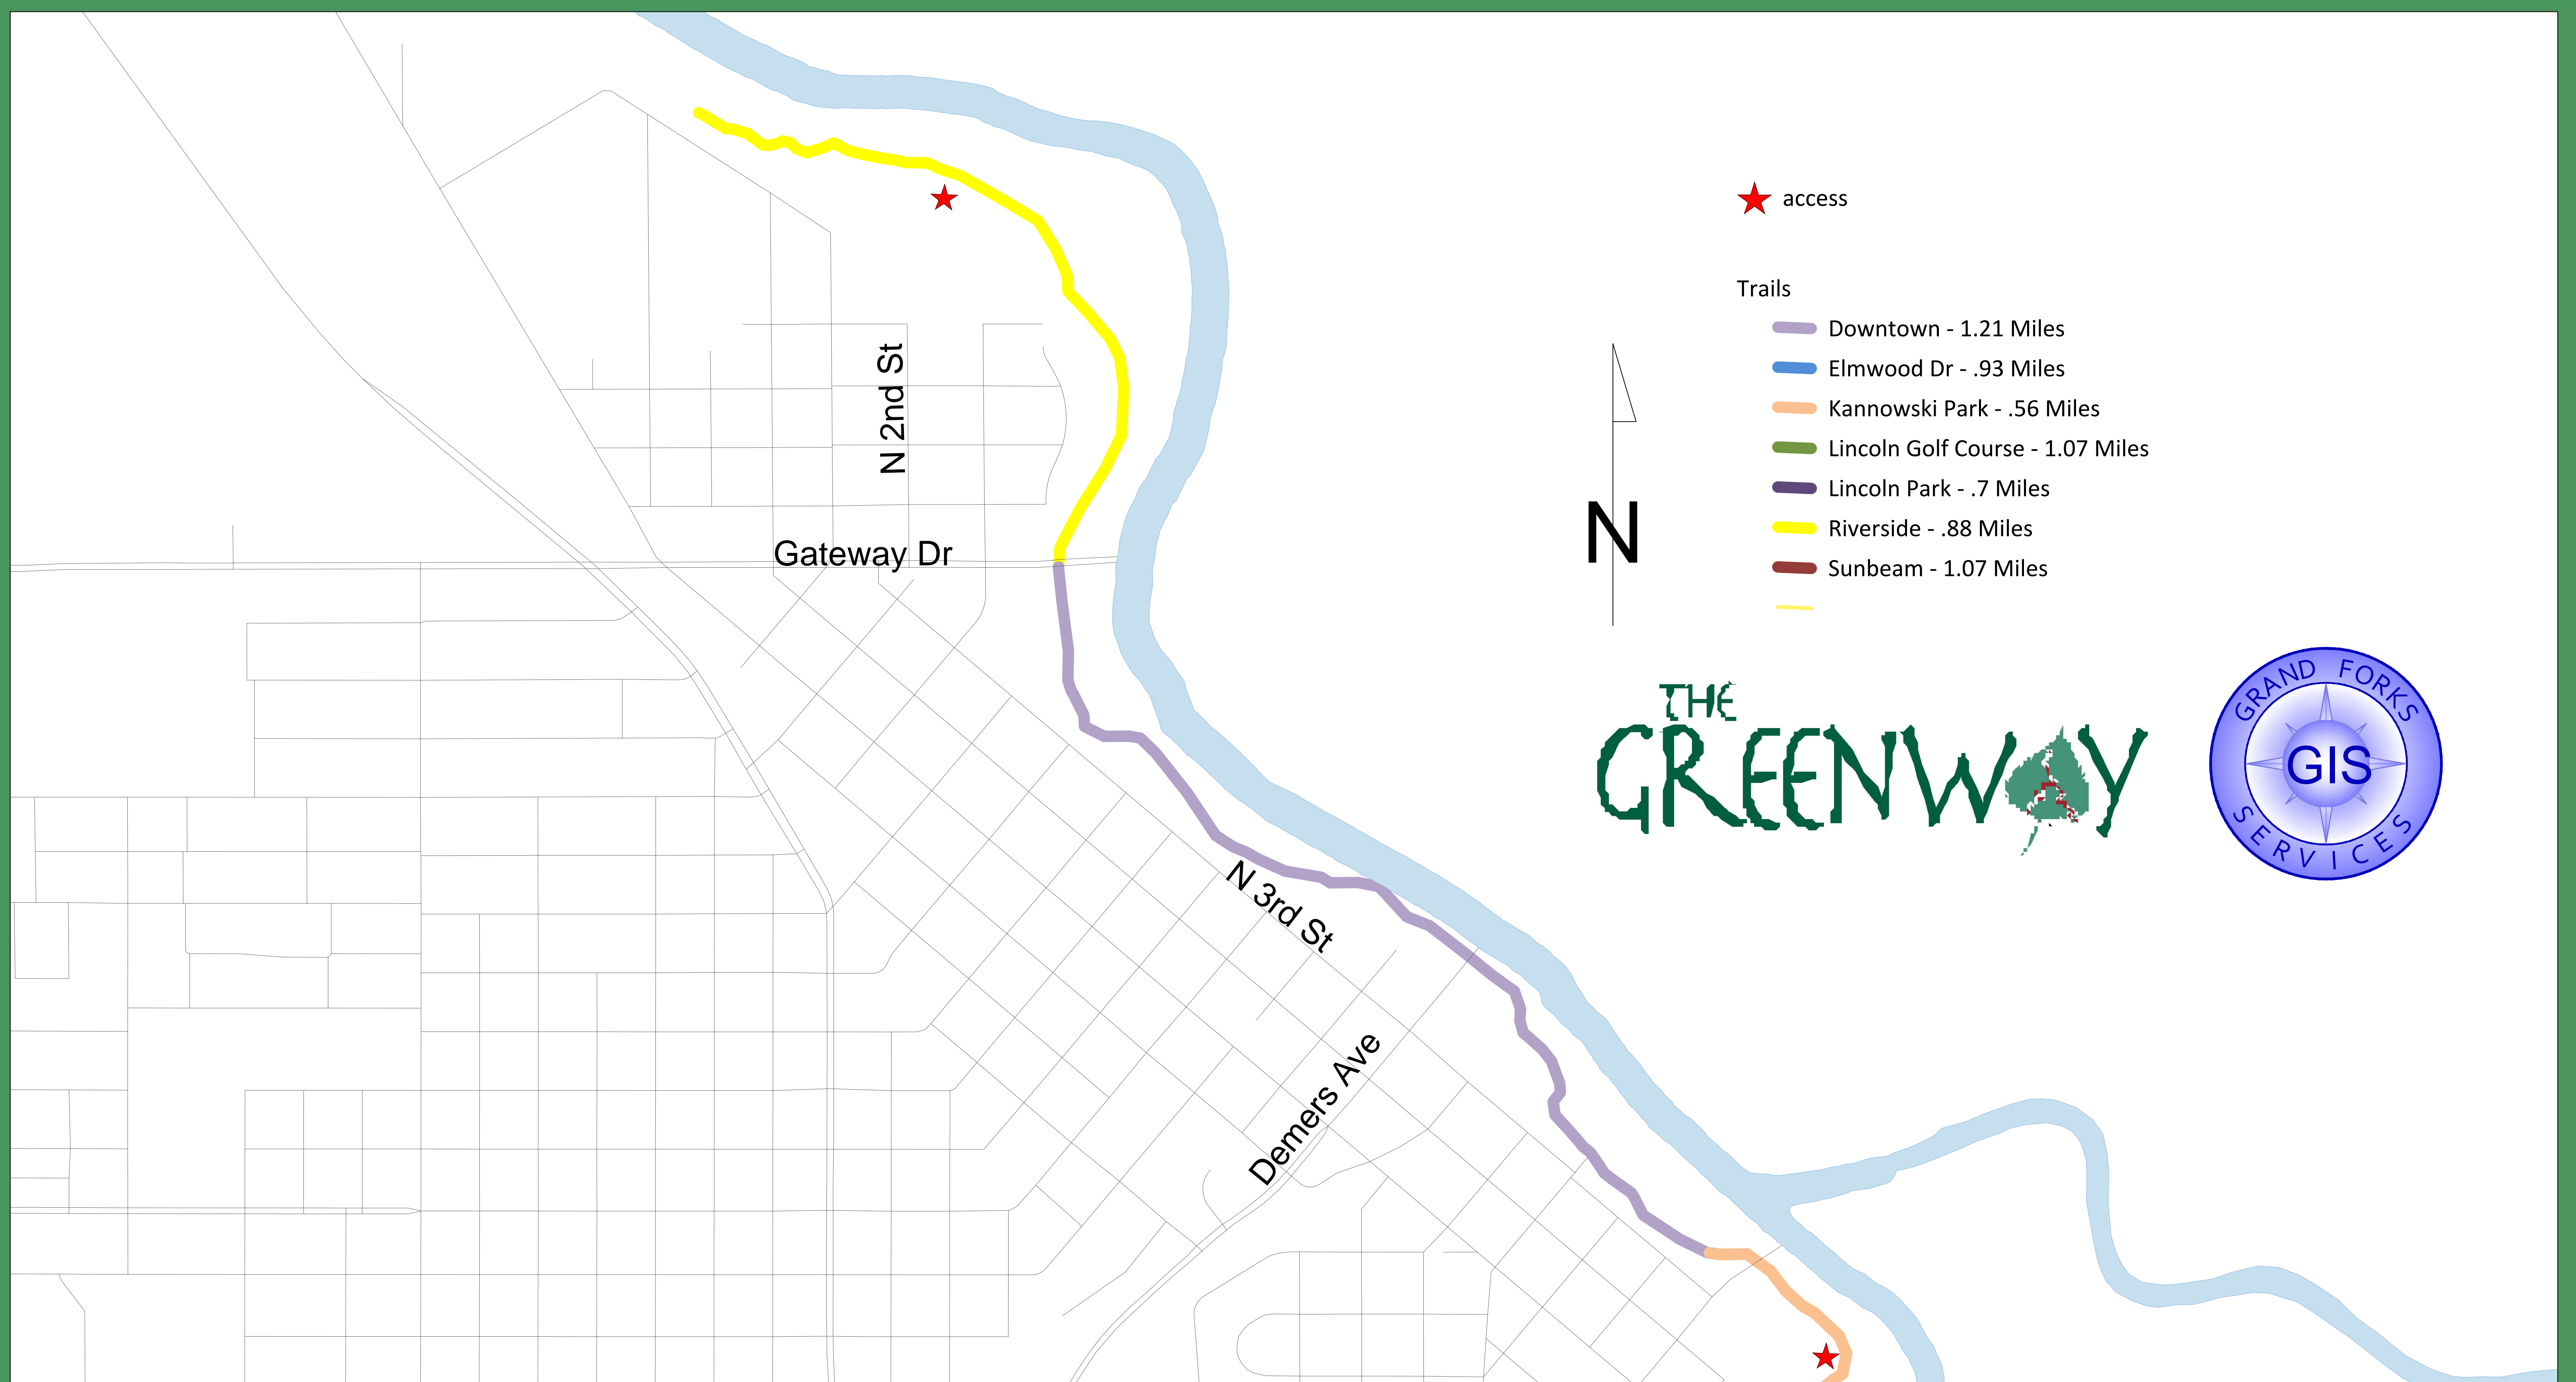 access
Trails
Downtown - 1.21 Miles
Elmwood Dr - .93 Miles
Kannowski Park - .56 Miles
Lincoln Golf Course - 1.07 Miles
Lincoln Park - .7 Miles
Riverside - .88 Miles
Sunbeam - 1.07 Miles
N 2nd St
N
Gateway Dr
THE
GREENWAY
GRAND FORKS
GIS
SERVICES
N 3rd St
Demers Ave